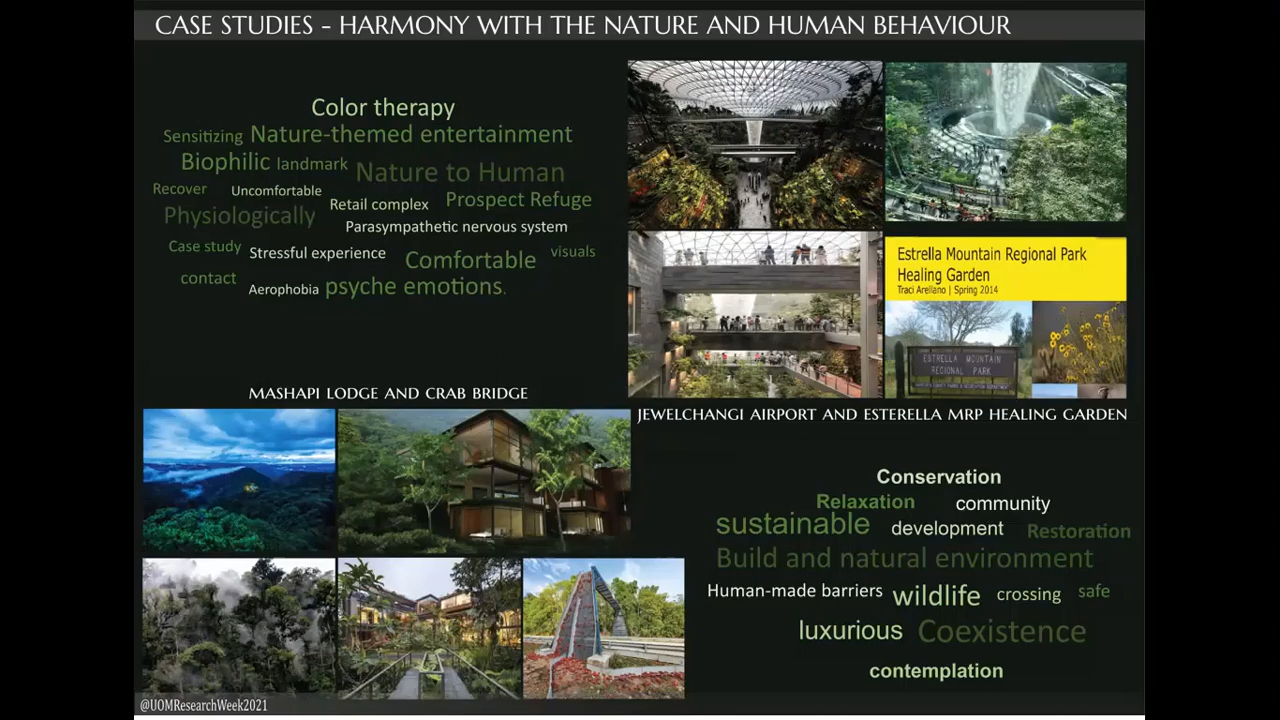 CASE STUDIES - HARMONY WITH THE NATURE AND HUMAN BEHAVIOUR
Color therapy
Sensitizing Nature-themed entertainment
Biophilic landmark Nature to Human
Recover Uncomfortable Retail complex Prospect Refuge
Physiologically
Parasympathetic nervous system
Case study Stressful experience Comfortable visuals
contact Aerophobia psyche emotions.
Estrella Mountain Regional Park
Healing Garden
Traci Arellano | Spring 2014
ESTRELLA MOUNTAIN
REGIONAL PARK
MASHAPI LODGE AND CRAB BRIDGE
JEWELCHANGI AIRPORT AND ESTERELLA MRP HEALING GARDEN
Conservation
Relaxation community
sustainable development Restoration
Build and natural environment
Human-made barriers wildlife crossing safe
luxurious Coexistence
contemplation
@UOMResearchWeek2021